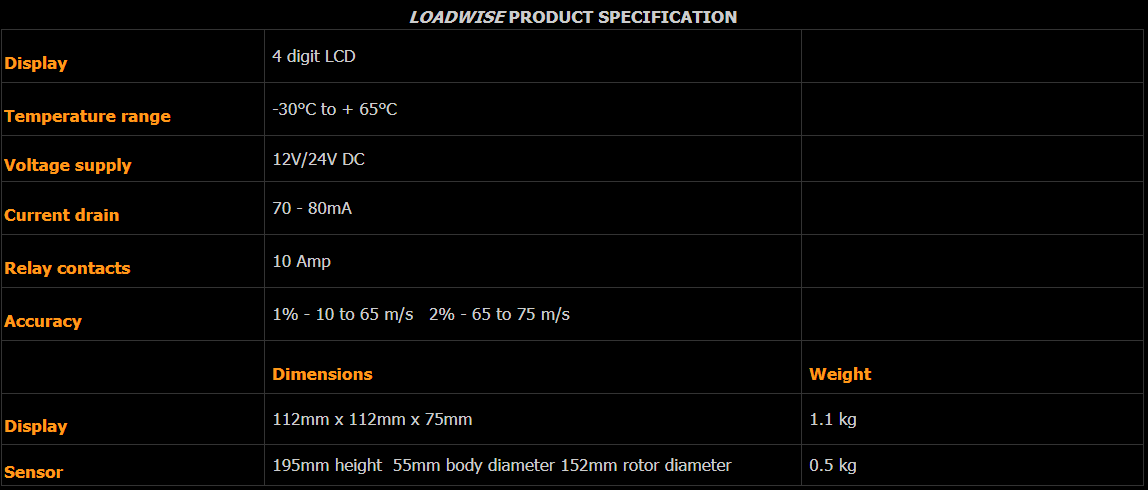 LOADWISE PRODUCT SPECIFICATION
Display 4 digit LCD
Temperature range -30°C to + 65°C
Voltage supply 12V/24V DC
Current drain 70 - 80mA
Relay contacts 10 Amp
Accuracy 1% - 10 to 65 m/s 2% - 65 to 75 m/s
Dimensions Weight
Display 112mm x 112mm x 75mm 1.1 kg
Sensor 195mm height 55mm body diameter 152mm rotor diameter 0.5 kg